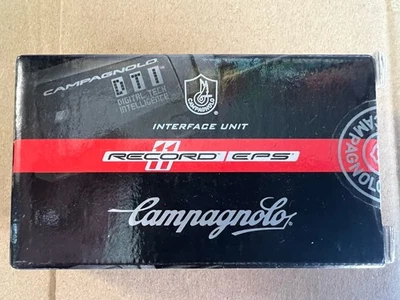 CAMPAGNOLO
DTI
DIGITAL TECH
INTELLIGENCE
CAMPAGNOLO
INTERFACE UNIT
RECORD 11 EPS
Campagnolo
CAMPAGNOLO